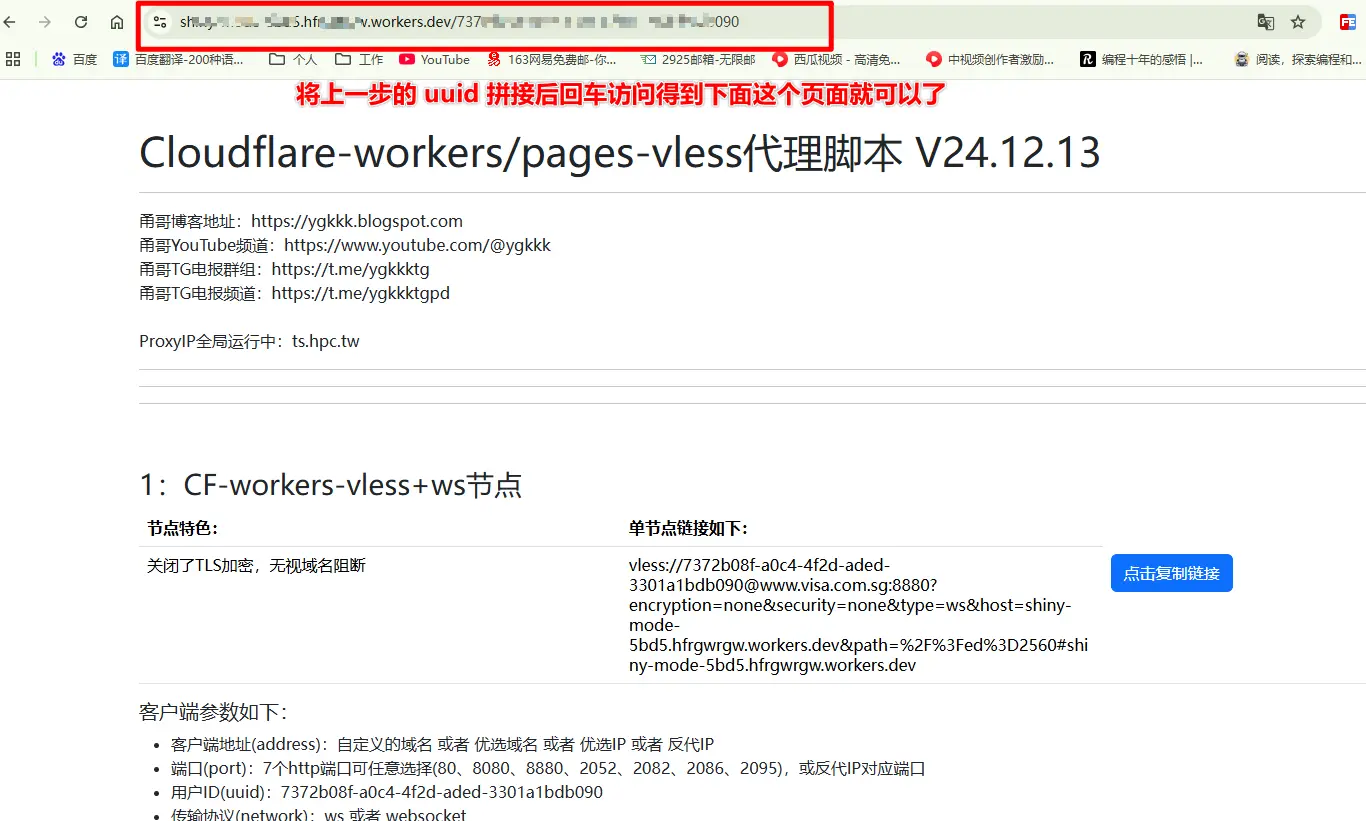 .workers.dev/737
090
百度
百度翻译-200种语...
个人
工作
YouTube
163网易免费邮-你...
2925邮箱-无限邮
西瓜视频 - 高清免...
中视频创作者激励...
编程十年的感悟 |...
阅读，探索编程和...
将上一步的 uuid 拼接后回车访问得到下面这个页面就可以了
Cloudflare-workers/pages-vless代理脚本 V24.12.13
甬哥博客地址：https://ygkkk.blogspot.com
甬哥YouTube频道：https://www.youtube.com/@ygkkk
甬哥TG电报群组：https://t.me/ygkkktg
甬哥TG电报频道：https://t.me/ygkkktgpd
ProxyIP全局运行中：ts.hpc.tw
1：CF-workers-vless+ws节点
节点特色：
单节点链接如下：
关闭了TLS加密，无视域名阻断
vless://7372b08f-a0c4-4f2d-aded-
3301a1bdb090@www.visa.com.sg:8880?
encryption=none&security=none&type=ws&host=shiny-
mode-
5bd5.hfrgwrgw.workers.dev&path=%2F%3Fed%3D2560#shi
ny-mode-5bd5.hfrgwrgw.workers.dev
点击复制链接
客户端参数如下：
• 客户端地址(address)：自定义的域名 或者 优选域名 或者 优选IP 或者 反代IP
• 端口(port)：7个http端口可任意选择(80、8080、8880、2052、2082、2086、2095)，或反代IP对应端口
• 用户ID(uuid)：7372b08f-a0c4-4f2d-aded-3301a1bdb090
• 传输协议(network)：ws 或者 websocket